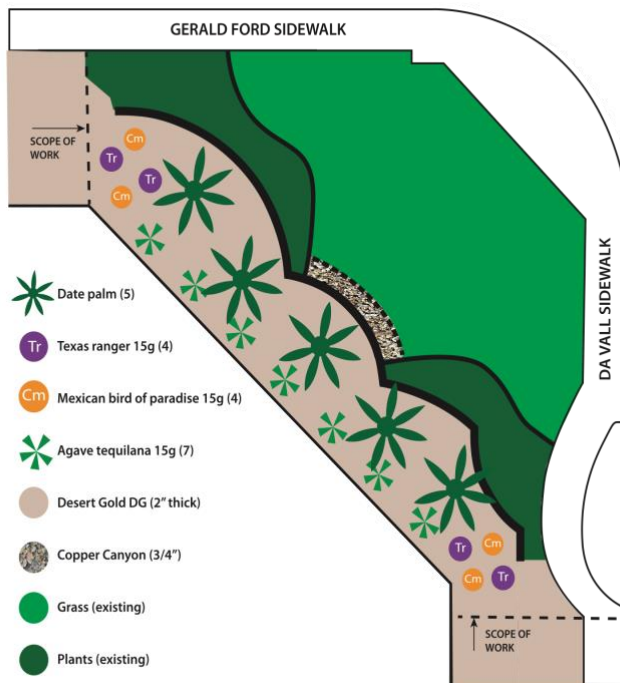 GERALD FORD SIDEWALK
SCOPE OF
WORK
Cm
Tr
Tr
Cm
DA VALL SIDEWALK
Date palm (5)
Tr Texas ranger 15g (4)
Cm Mexican bird of paradise 15g (4)
Agave tequilana 15g (7)
Desert Gold DG (2” thick)
Copper Canyon (3/4”)
Grass (existing)
Plants (existing)
Tr
Cm
Cm
Tr
SCOPE OF
WORK